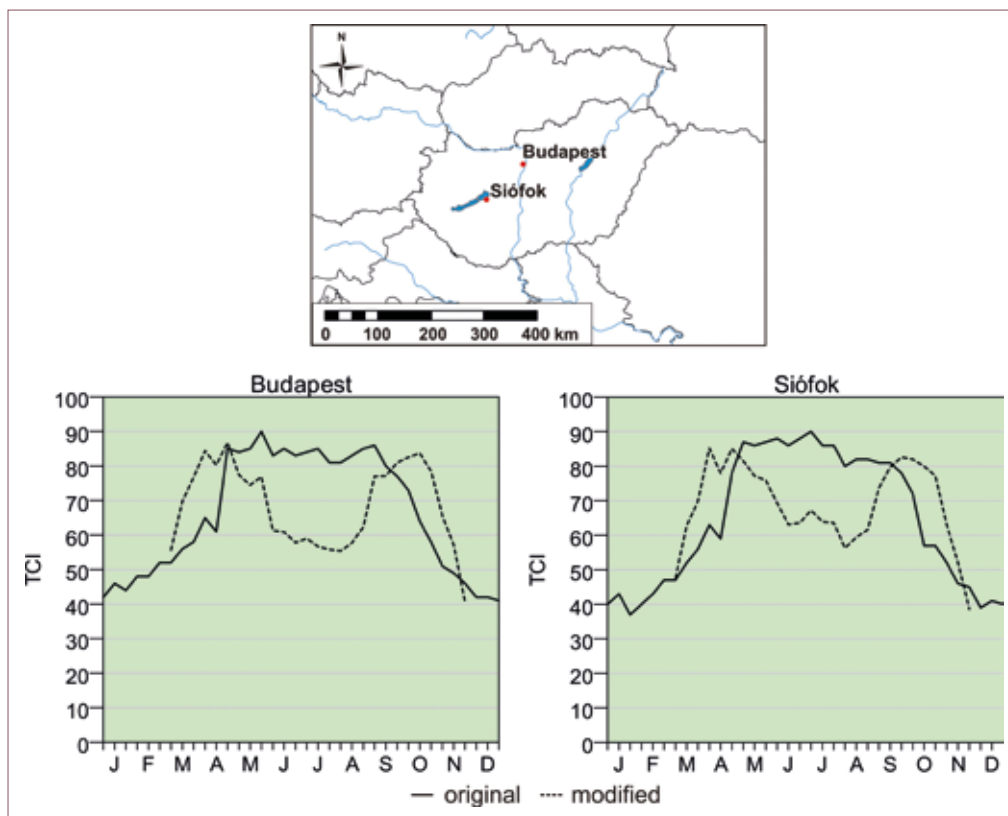 N
Budapest
Siófok
0 100 200 300 400 km
Budapest
Siófok
TCI
100
90
80
70
60
50
40
30
20
10
0
J F M A M J J A S O N D
TCI
100
90
80
70
60
50
40
30
20
10
0
J F M A M J J A S O N D
original modified